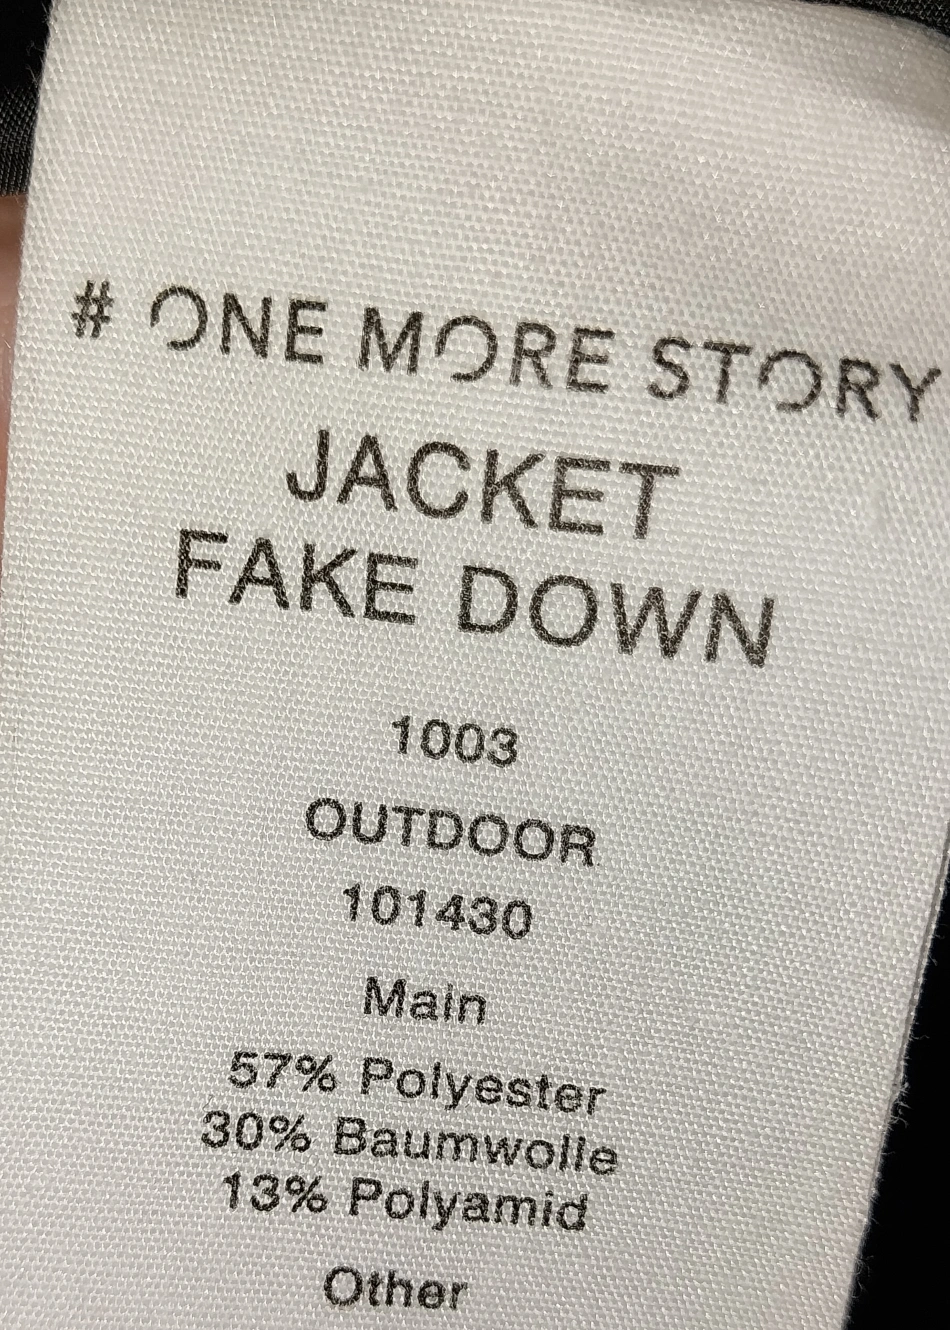 # ONE MORE STORY
JACKET
FAKE DOWN
1003
OUTDOOR
101430
Main
57% Polyester
30% Baumwolle
13% Polyamid
Other